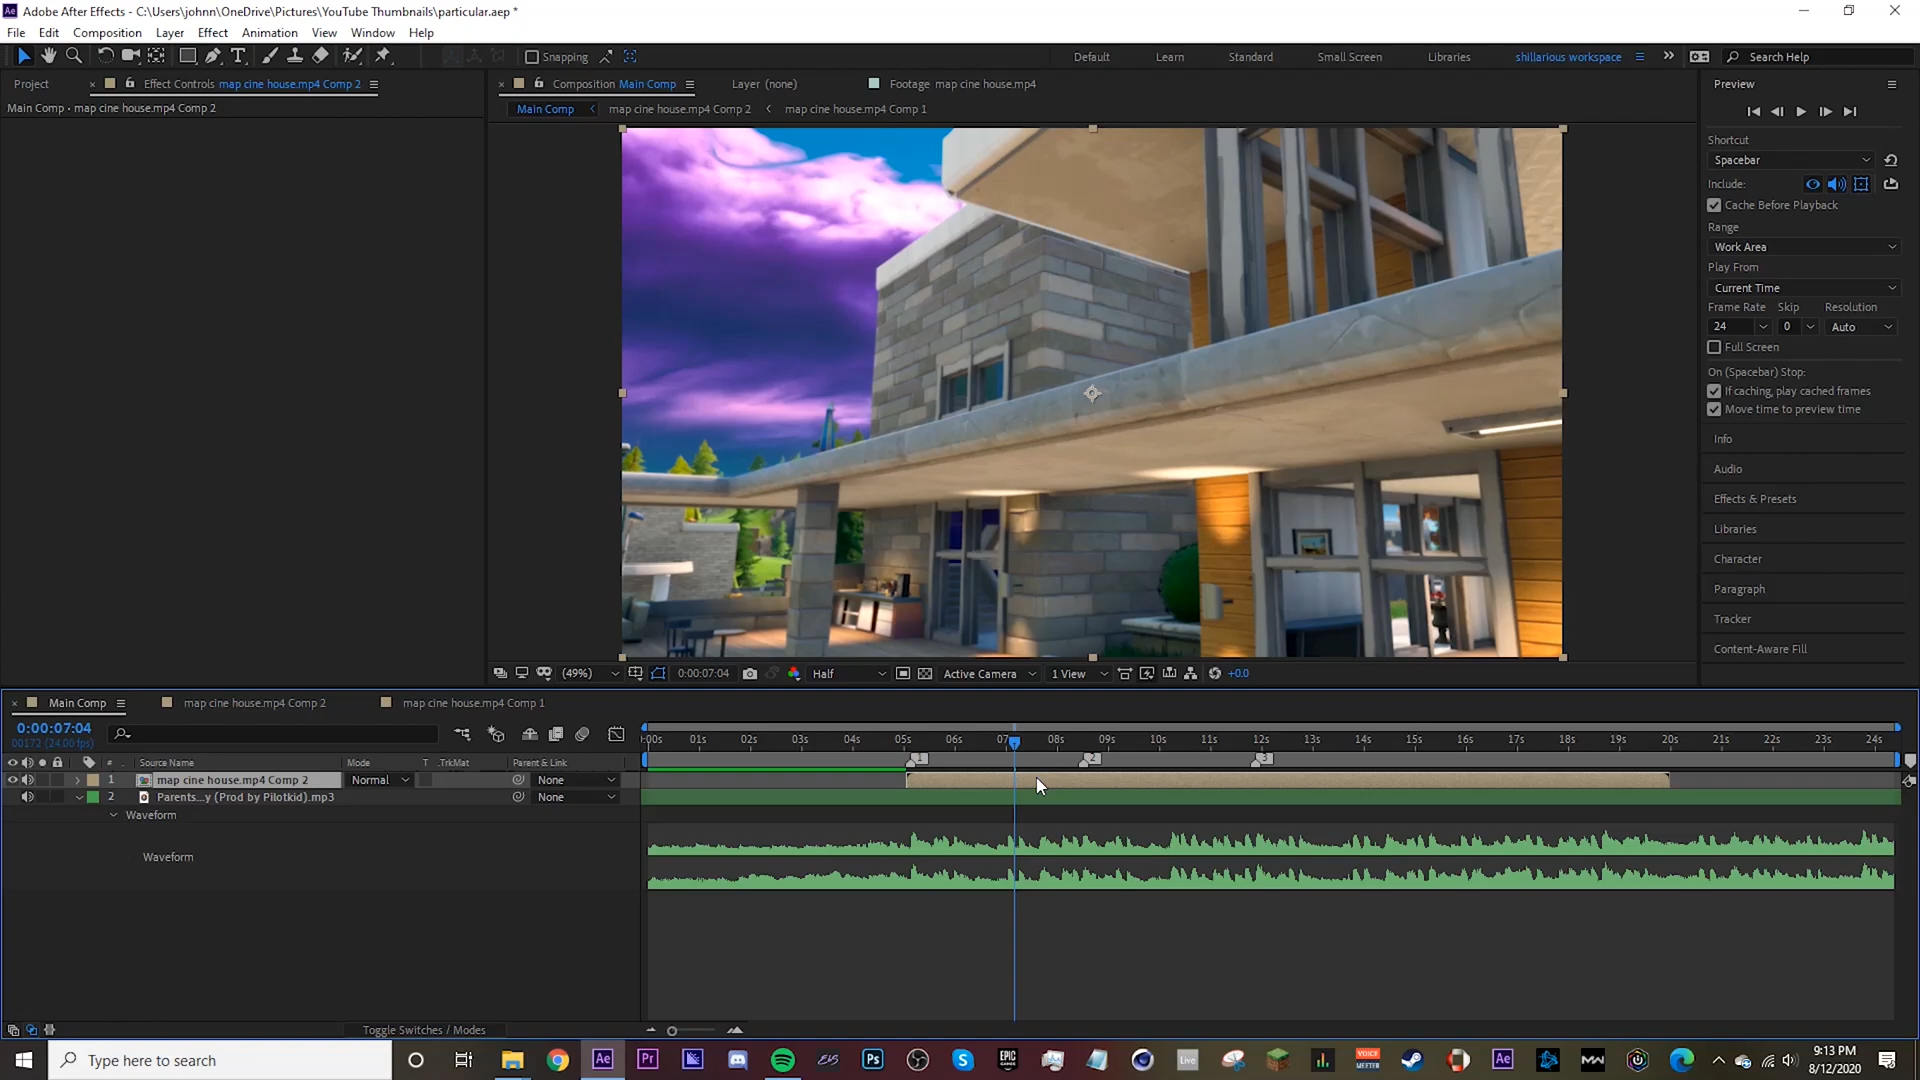 Adobe After Effects - C:\Users\johnn\OneDrive\Pictures\YouTube Thumbnails\particular.aep *
File Edit Composition Layer Effect Animation View Window Help
Snapping
Default Learn Standard Small Screen Libraries shillarious workspace Search Help
Project Effect Controls map cine house.mp4 Comp 2
Main Comp • map cine house.mp4 Comp 2
Composition Main Comp Layer (none) Footage map cine house.mp4
Main Comp map cine house.mp4 Comp 2 map cine house.mp4 Comp 1
Preview
Shortcut
Spacebar
Include:
Cache Before Playback
Range
Work Area
Play From
Current Time
Frame Rate Skip Resolution
24 0 Auto
Full Screen
On (Spacebar) Stop:
If caching, play cached frames
Move time to preview time
Info
Audio
Effects & Presets
Libraries
Character
Paragraph
Tracker
Content-Aware Fill
(49%) 0:00:07:04 Half Active Camera 1 View +0.0
Main Comp map cine house.mp4 Comp 2 map cine house.mp4 Comp 1
0:00:07:04
00172 (24.00 fps)
:00s 01s 02s 03s 04s 05s 06s 07s 08s 09s 10s 11s 12s 13s 14s 15s 16s 17s 18s 19s 20s 21s 22s 23s 24s
# Source Name Mode T .TrkMat Parent & Link
1 2 3
1 map cine house.mp4 Comp 2 Normal None
2 Parents...y (Prod by Pilotkid).mp3 None
Waveform
Waveform
Toggle Switches / Modes
Type here to search
9:13 PM
8/12/2020